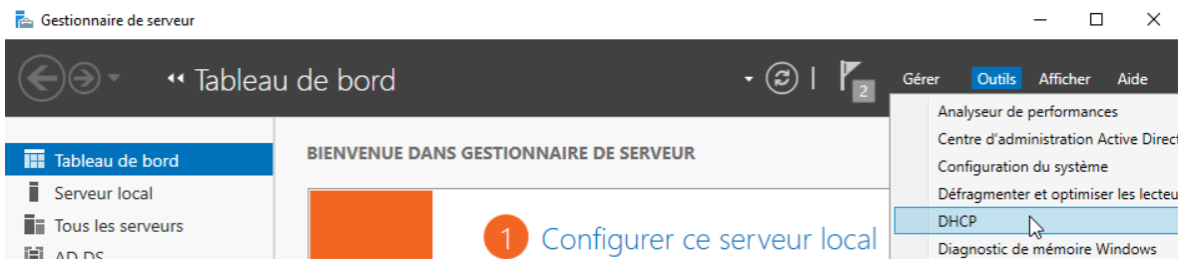 Gestionnaire de serveur
Tableau de bord
2
Gérer Outils Afficher Aide
Analyseur de performances
Centre d'administration Active Direct
Configuration du système
Défragmenter et optimiser les lecteu
DHCP
Diagnostic de mémoire Windows
Tableau de bord
Serveur local
Tous les serveurs
AD DS
BIENVENUE DANS GESTIONNAIRE DE SERVEUR
1 Configurer ce serveur local